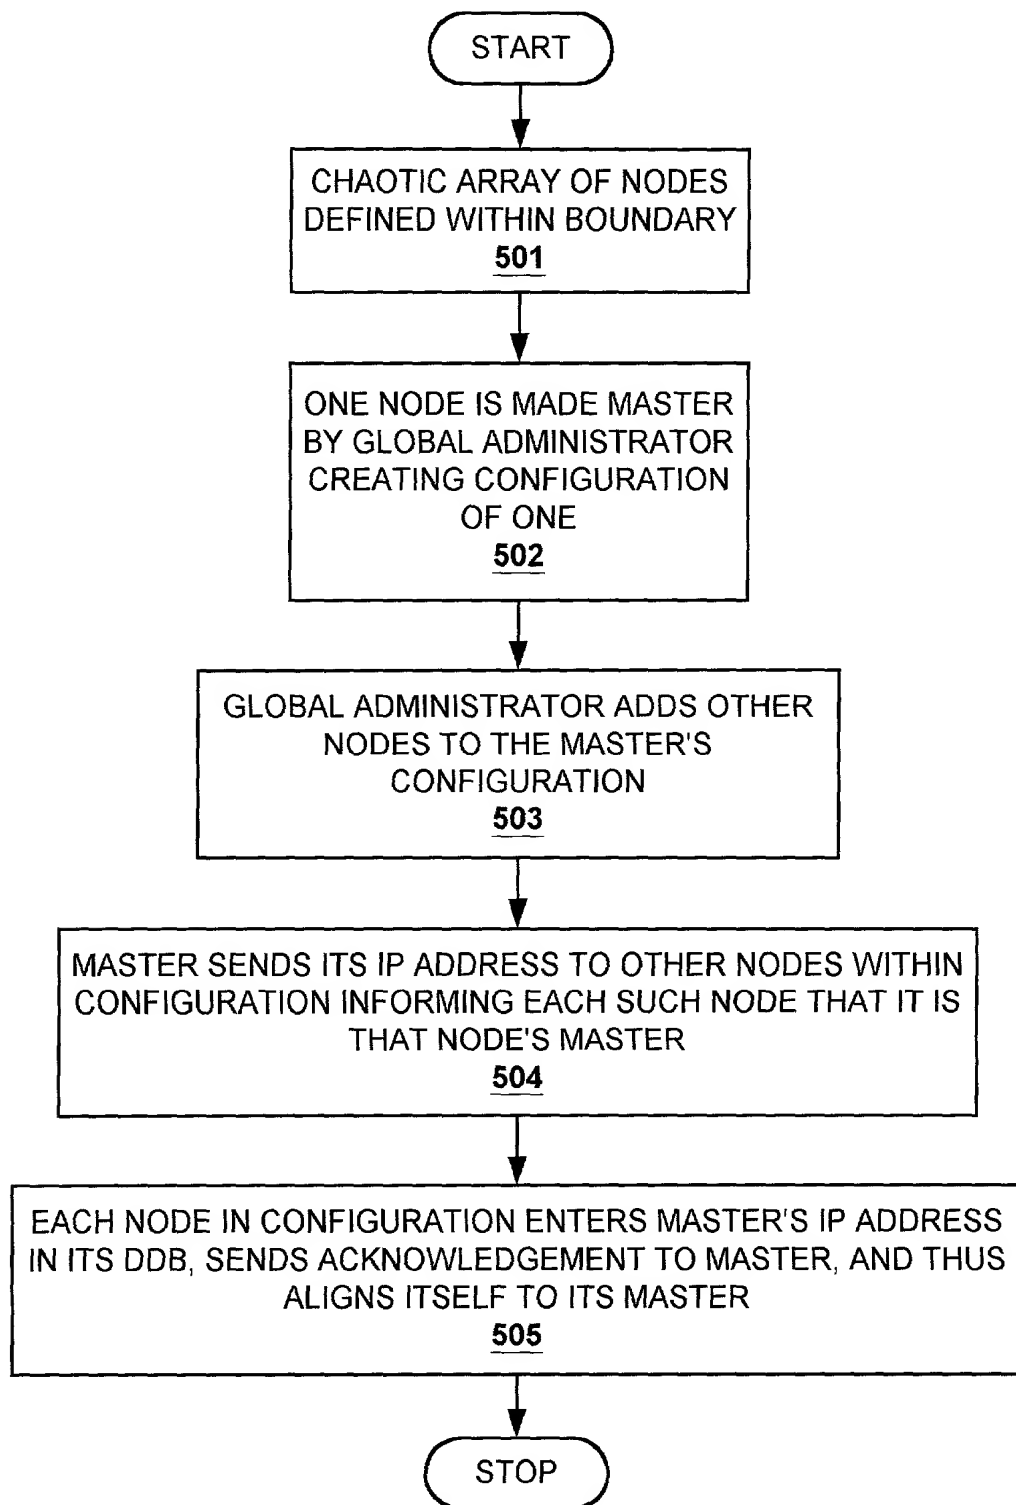 START
CHAOTIC ARRAY OF NODES
DEFINED WITHIN BOUNDARY
501
ONE NODE IS MADE MASTER
BY GLOBAL ADMINISTRATOR
CREATING CONFIGURATION
OF ONE
502
GLOBAL ADMINISTRATOR ADDS OTHER
NODES TO THE MASTER'S
CONFIGURATION
503
MASTER SENDS ITS IP ADDRESS TO OTHER NODES WITHIN
CONFIGURATION INFORMING EACH SUCH NODE THAT IT IS
THAT NODE'S MASTER
504
EACH NODE IN CONFIGURATION ENTERS MASTER'S IP ADDRESS
IN ITS DDB, SENDS ACKNOWLEDGEMENT TO MASTER, AND THUS
ALIGNS ITSELF TO ITS MASTER
505
STOP